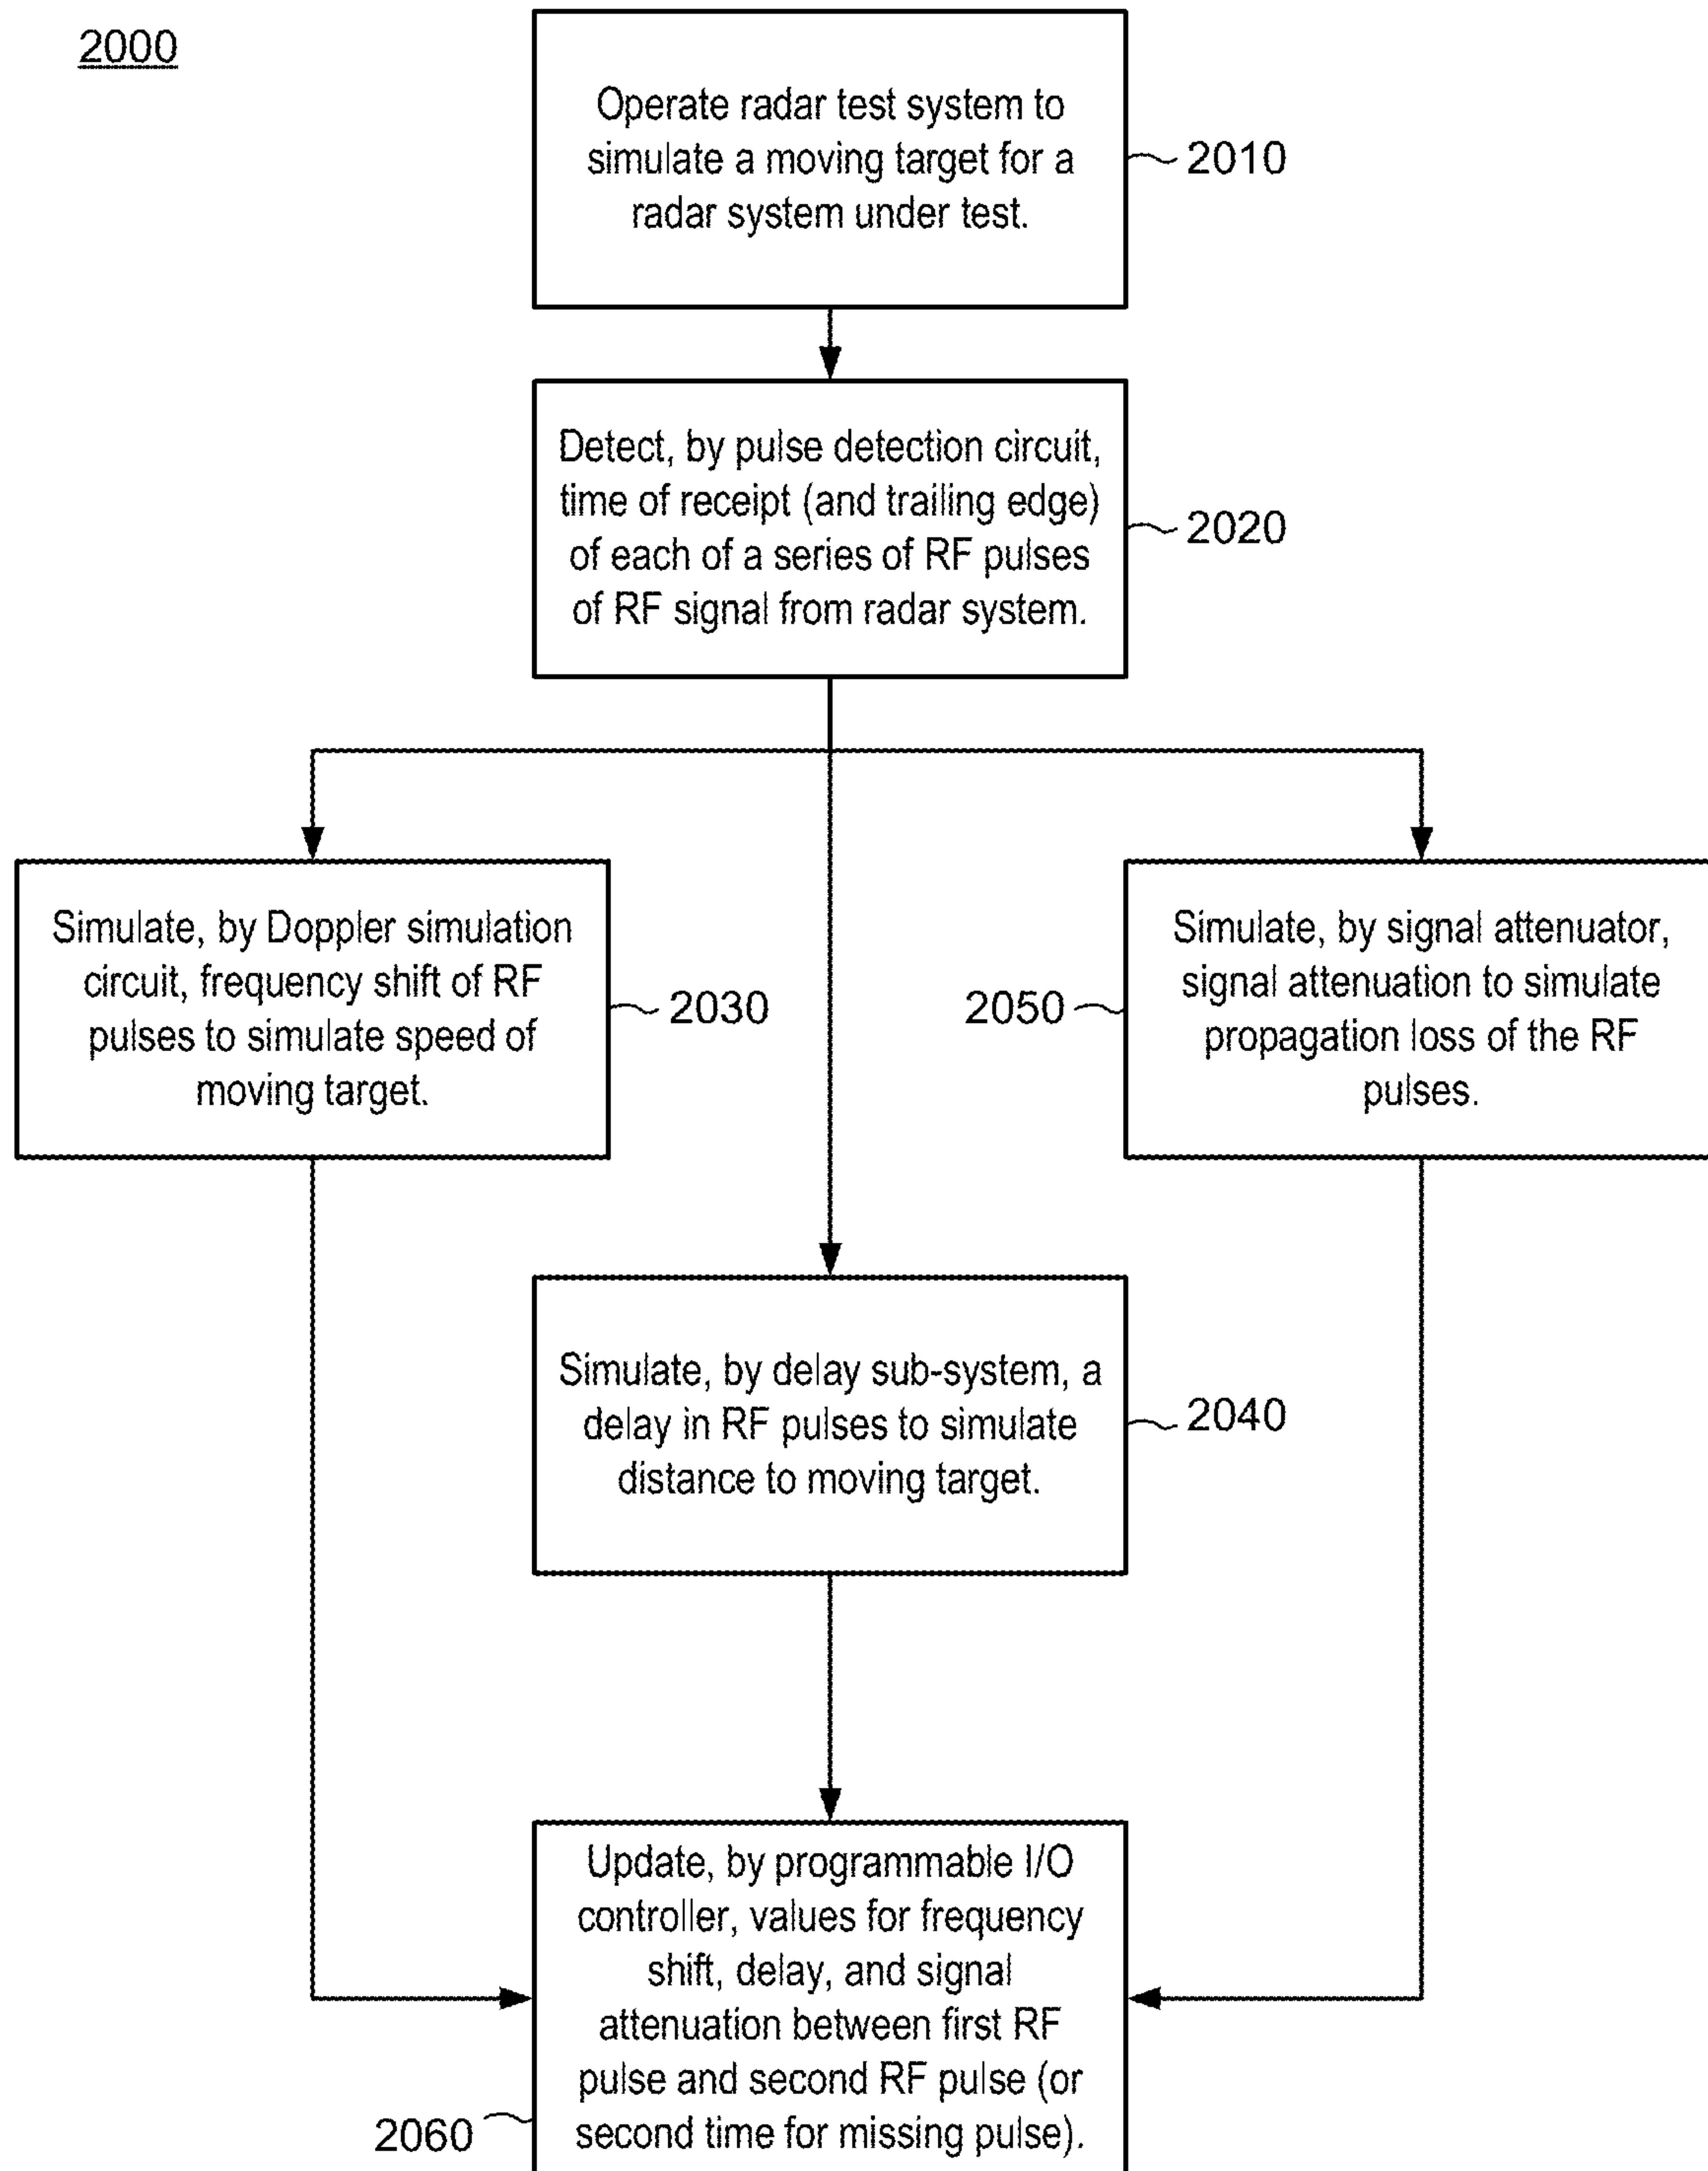 2000
Operate radar test system to
simulate a moving target for a
radar system under test.
2010
Detect, by pulse detection circuit,
time of receipt (and trailing edge)
of each of a series of RF pulses
of RF signal from radar system.
2020
Simulate, by Doppler simulation
circuit, frequency shift of RF
pulses to simulate speed of
moving target.
2030
2050
Simulate, by signal attenuator,
signal attenuation to simulate
propagation loss of the RF
pulses.
Simulate, by delay sub-system, a
delay in RF pulses to simulate
distance to moving target.
2040
Update, by programmable I/O
controller, values for frequency
shift, delay, and signal
attenuation between first RF
pulse and second RF pulse (or
second time for missing pulse).
2060